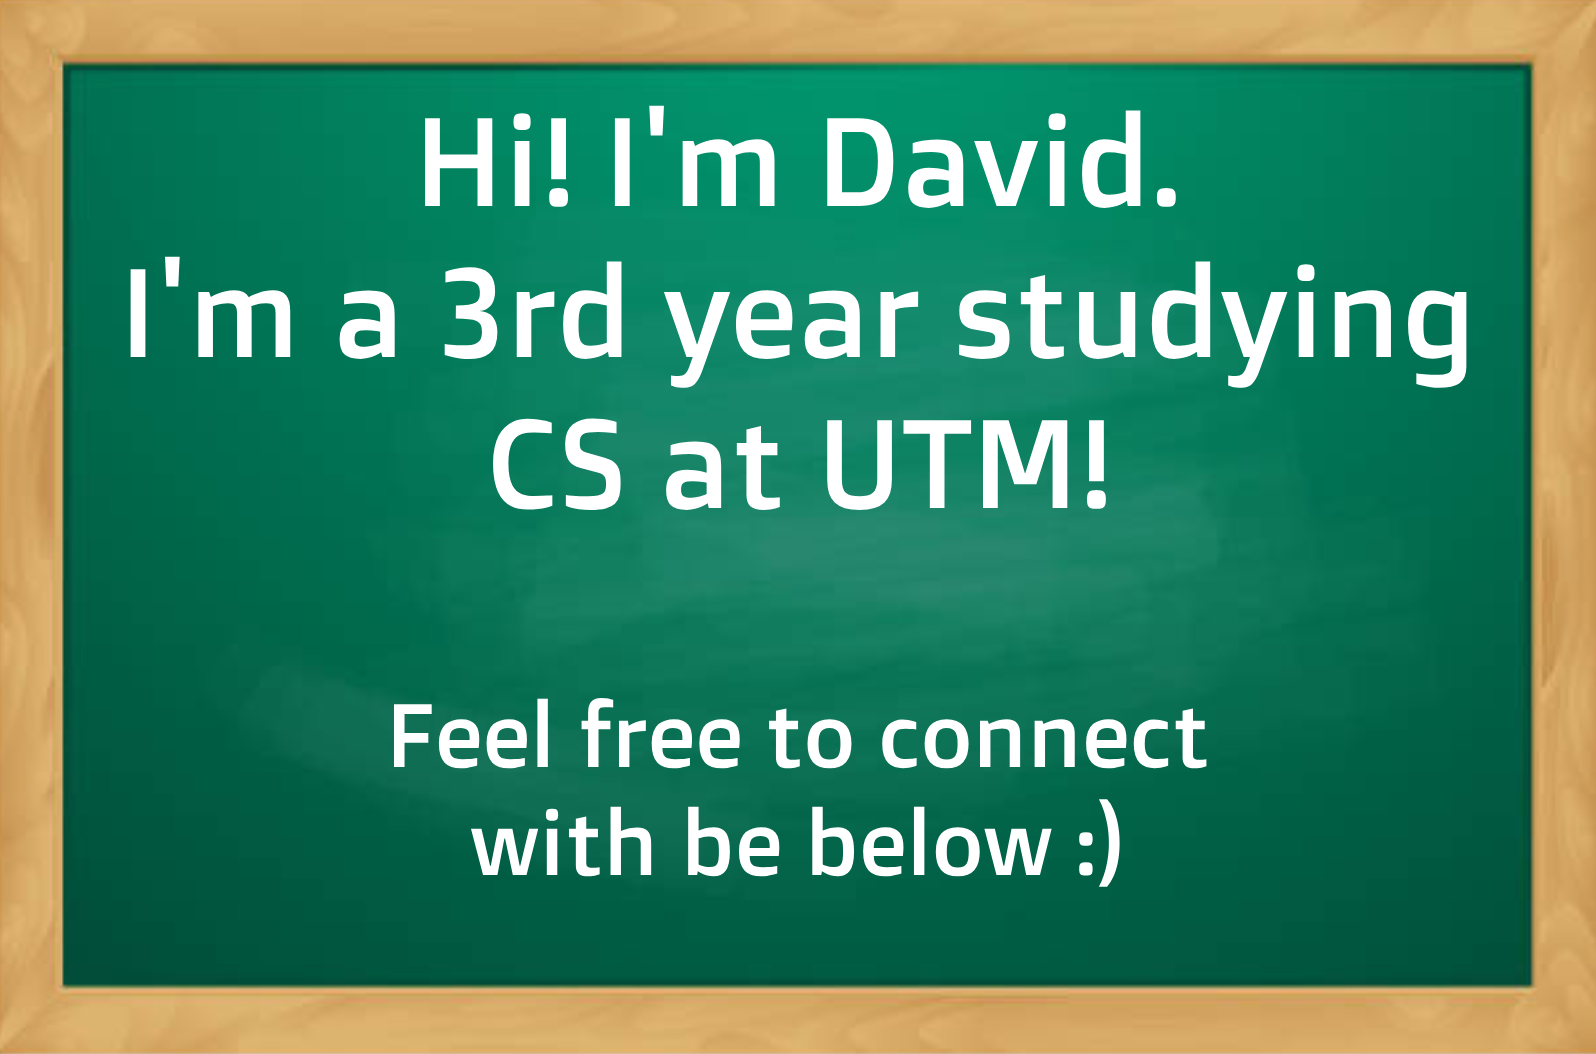 Hi! I'm David.
I'm a 3rd year studying
CS at UTM!
Feel free to connect
with be below :)